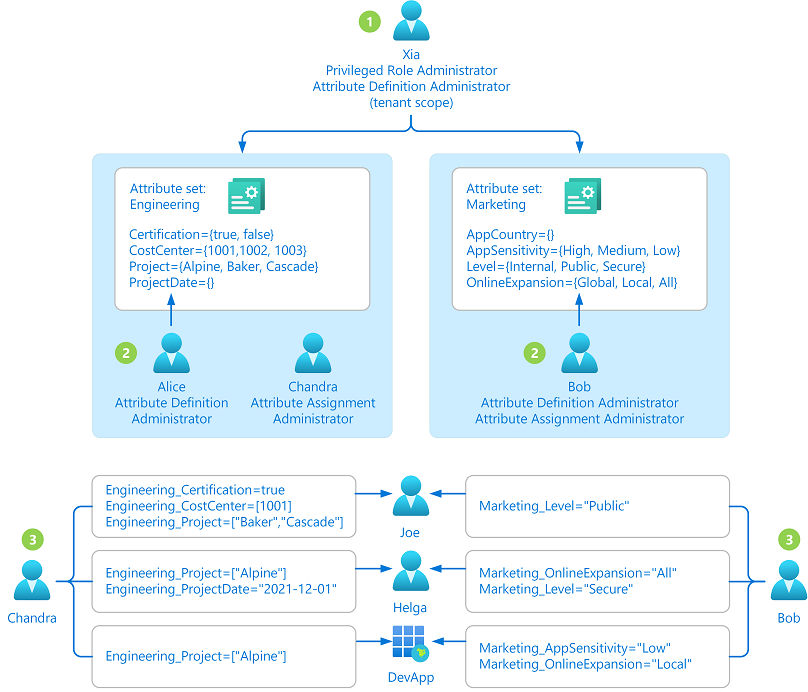 1
Xia
Privileged Role Administrator
Attribute Definition Administrator
(tenant scope)
Attribute set:
Engineering
Certification={true, false}
CostCenter={1001,1002, 1003}
Project={Alpine, Baker, Cascade}
ProjectDate={}
2
Alice
Attribute Definition
Administrator
Chandra
Attribute Assignment
Administrator
Attribute set:
Marketing
AppCountry={}
AppSensitivity={High, Medium, Low}
Level={Internal, Public, Secure}
OnlineExpansion={Global, Local, All}
2
Bob
Attribute Definition Administrator
Attribute Assignment Administrator
3
Chandra
Engineering_Certification=true
Engineering_CostCenter=[1001]
Engineering_Project=["Baker","Cascade"]
Joe
Marketing_Level="Public"
Engineering_Project=["Alpine"]
Engineering_ProjectDate="2021-12-01"
Helga
Marketing_OnlineExpansion="All"
Marketing_Level="Secure"
Engineering_Project=["Alpine"]
DevApp
Marketing_AppSensitivity="Low"
Marketing_OnlineExpansion="Local"
3
Bob